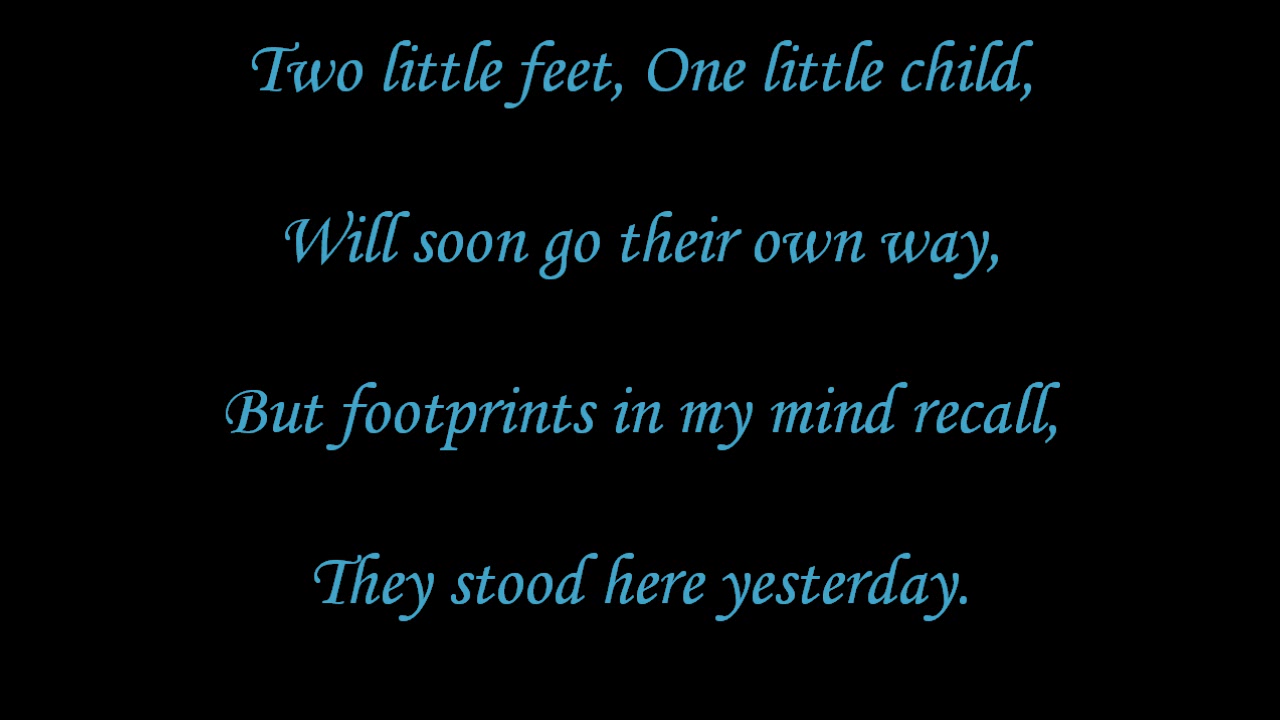 Two little feet, One little child,
Will soon go their own way,
But footprints in my mind recall,
They stood here yesterday.